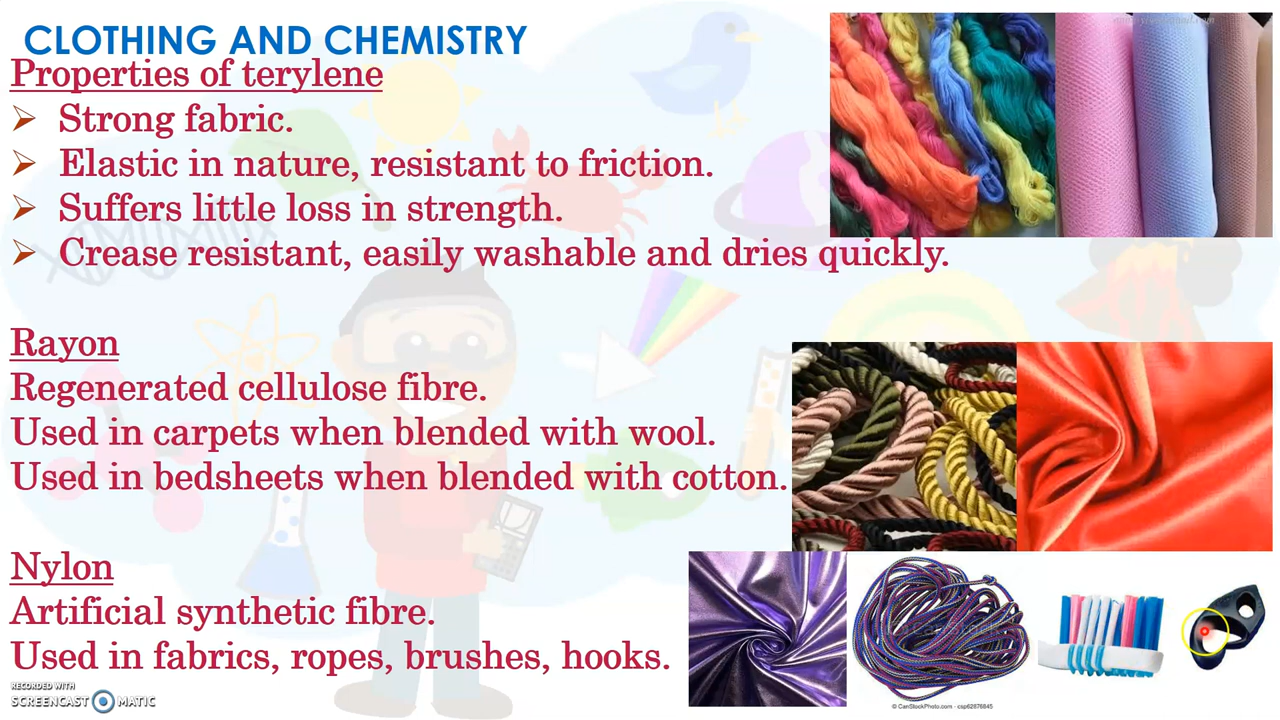 CLOTHING AND CHEMISTRY
Properties of terylene
➢ Strong fabric.
➢ Elastic in nature, resistant to friction.
➢ Suffers little loss in strength.
➢ Crease resistant, easily washable and dries quickly.
Rayon
Regenerated cellulose fibre.
Used in carpets when blended with wool.
Used in bedsheets when blended with cotton.
Nylon
Artificial synthetic fibre.
Used in fabrics, ropes, brushes, hooks.
© CanStockPhoto.com - csp62876845
RECORDED WITH
SCREENCAST MATIC